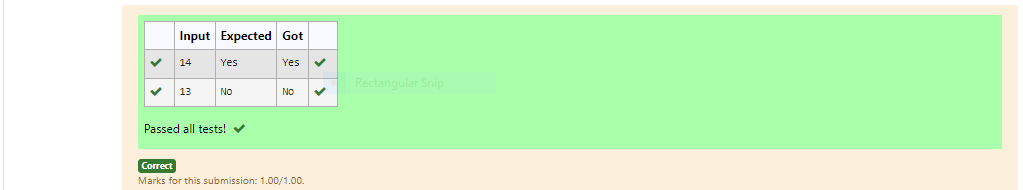 Input Expected Got
14 Yes Yes
Rectangular Snip
13 No No
Passed all tests!
Correct
Marks for this submission: 1.00/1.00.